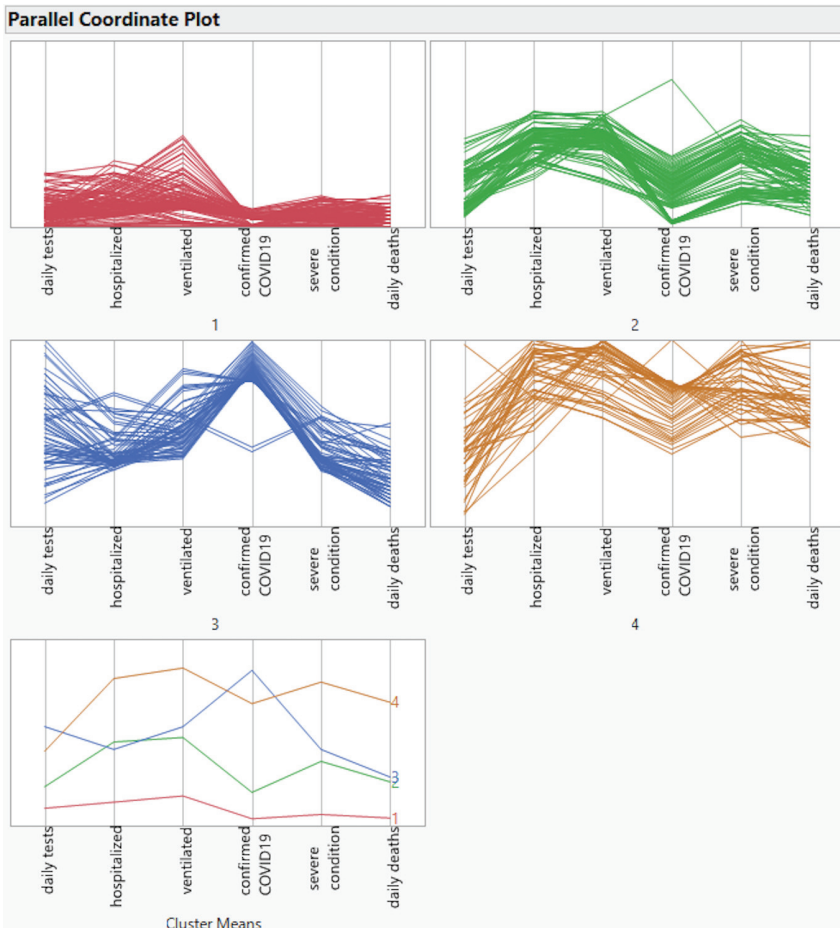 Parallel Coordinate Plot
daily tests
hospitalized
ventilated
confirmed
COVID19
severe
condition
daily deaths
1
daily tests
hospitalized
ventilated
confirmed
COVID19
severe
condition
daily deaths
2
daily tests
hospitalized
ventilated
confirmed
COVID19
severe
condition
daily deaths
3
daily tests
hospitalized
ventilated
confirmed
COVID19
severe
condition
daily deaths
4
4
3
2
1
daily tests
hospitalized
ventilated
confirmed
COVID19
severe
condition
daily deaths
Cluster Means